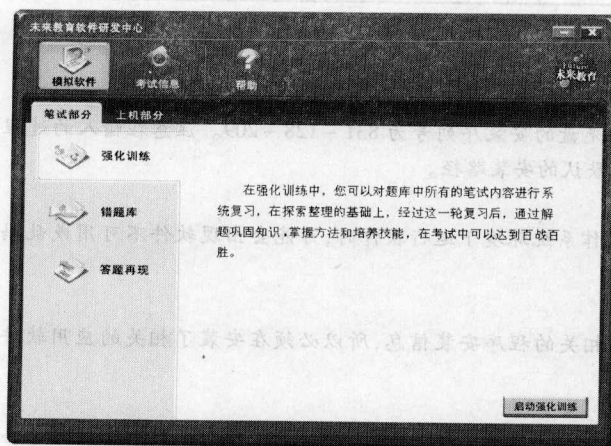 未来教育软件研发中心
模拟软件 考试信息 帮助
未来教育
笔试部分 上机部分
强化训练
错题库
答题再现
在强化训练中，您可以对题库中所有的笔试内容进行系
统复习，在探索整理的基础上，经过这一轮复习后，通过解
题巩固知识，掌握方法和培养技能，在考试中可以达到百战百
胜。
启动强化训练